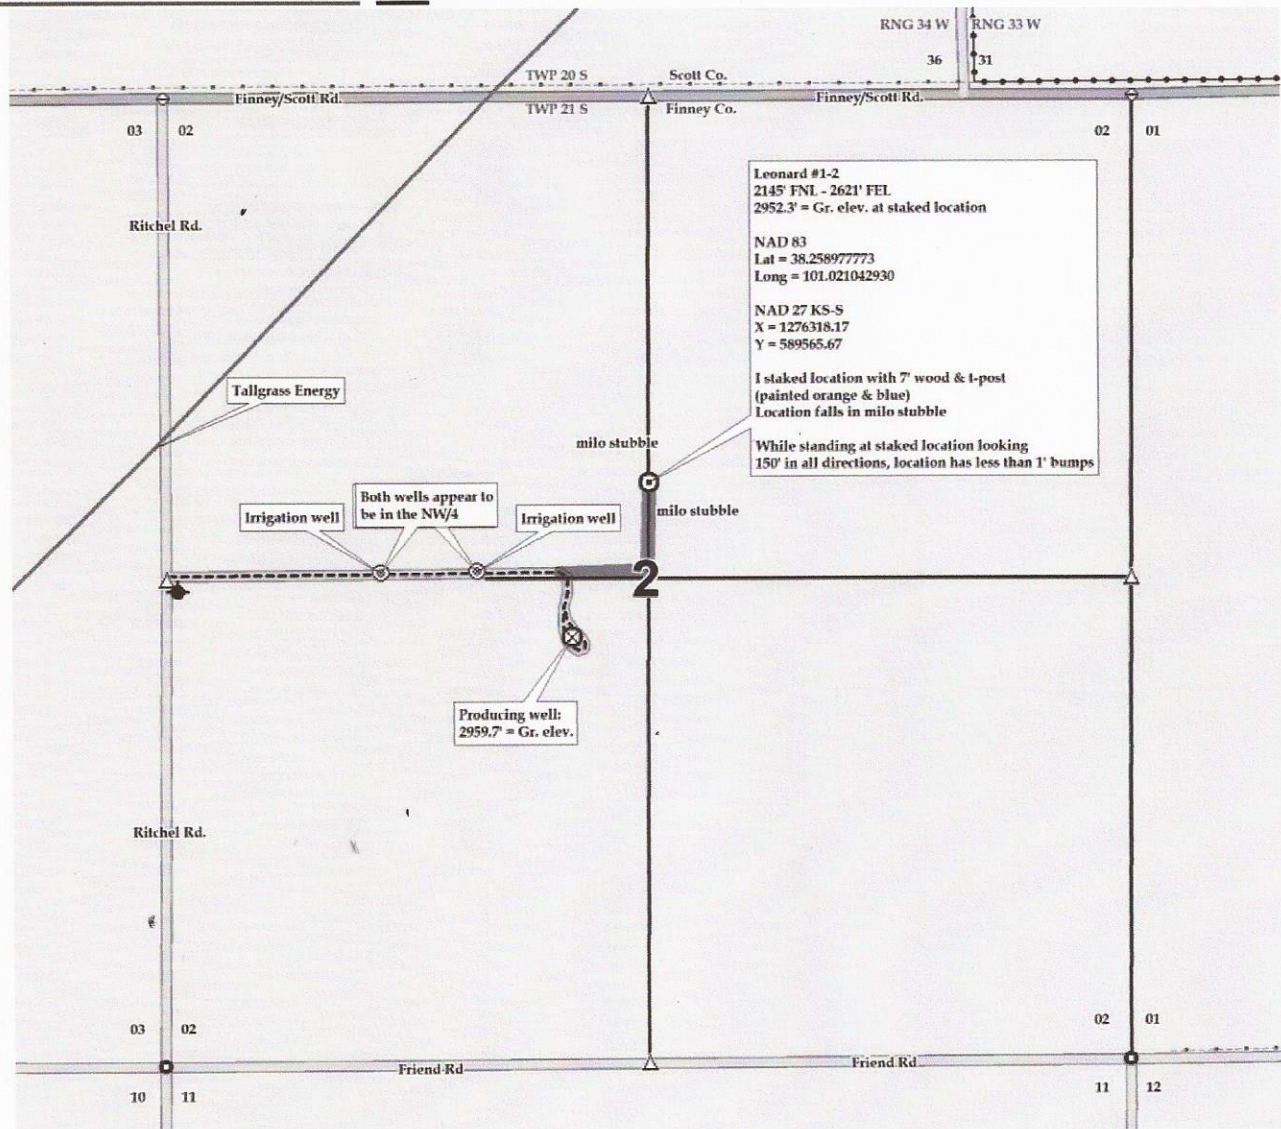 RNG 34 W
RNG 33 W
36
31
TWP 20 S
Scott Co.
Finney/Scott Rd.
Finney/Scott Rd.
TWP 21 S
Finney Co.
03
02
02
01
Leonard #1-2
2145' FNL - 2621' FEL
2952.3' = Gr. elev. at staked location
NAD 83
Lat = 38.258977773
Long = 101.021042930
NAD 27 KS-S
X = 1276318.17
Y = 589565.67
I staked location with 7' wood & t-post
(painted orange & blue)
Location falls in milo stubble
While standing at staked location looking
150' in all directions, location has less than 1' bumps
Ritchel Rd.
Tallgrass Energy
milo stubble
Both wells appear to
be in the NW/4
Irrigation well
Irrigation well
milo stubble
2
Producing well:
2959.7' = Gr. elev.
Ritchel Rd.
03
02
02
01
Friend Rd
Friend Rd
10
11
11
12